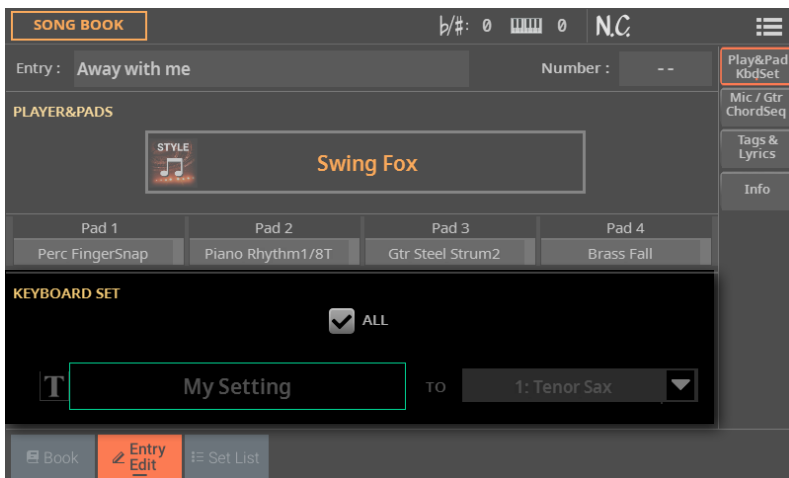 SONG BOOK
♭/♯: 0
0
N.C.
Entry : Away with me
Number : --
Play&Pad
KbdSet
Mic / Gtr
ChordSeq
Tags &
Lyrics
Info
PLAYER&PADS
STYLE
Swing Fox
Pad 1 Pad 2 Pad 3 Pad 4
Perc FingerSnap Piano Rhythm1/8T Gtr Steel Strum2 Brass Fall
KEYBOARD SET
ALL
T My Setting TO 1: Tenor Sax
Book
Entry
Edit
Set List